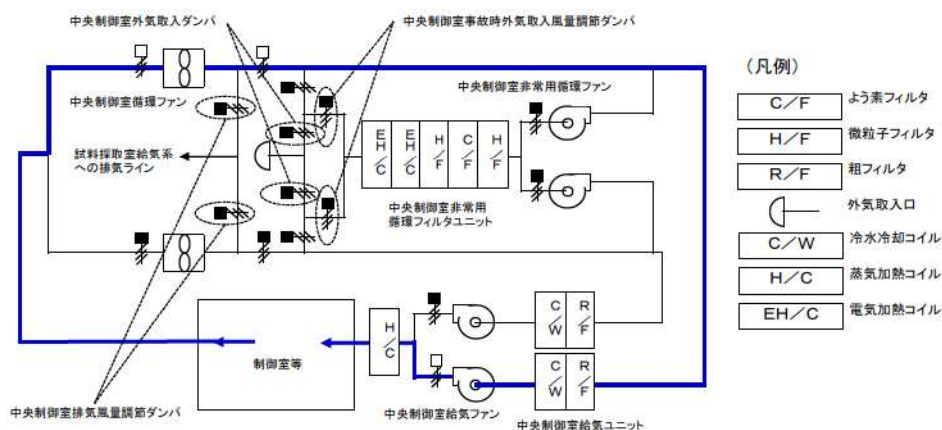 中央制御室外気取入ダンパ
中央制御室事故時外気取入風量調節ダンパ
中央制御室循環ファン
中央制御室非常用循環ファン
試料採取室給気系
への排気ライン
EH/C
EH/C
H/F
C/F
H/F
中央制御室非常用
循環フィルタユニット
制御室等
H/C
C/W
R/F
C/W
R/F
中央制御室給気ファン
中央制御室排気風量調節ダンパ
中央制御室給気ユニット
(凡例)
C/F よう素フィルタ
H/F 微粒子フィルタ
R/F 粗フィルタ
外気取入口
C/W 冷水冷却コイル
H/C 蒸気加熱コイル
EH/C 電気加熱コイル